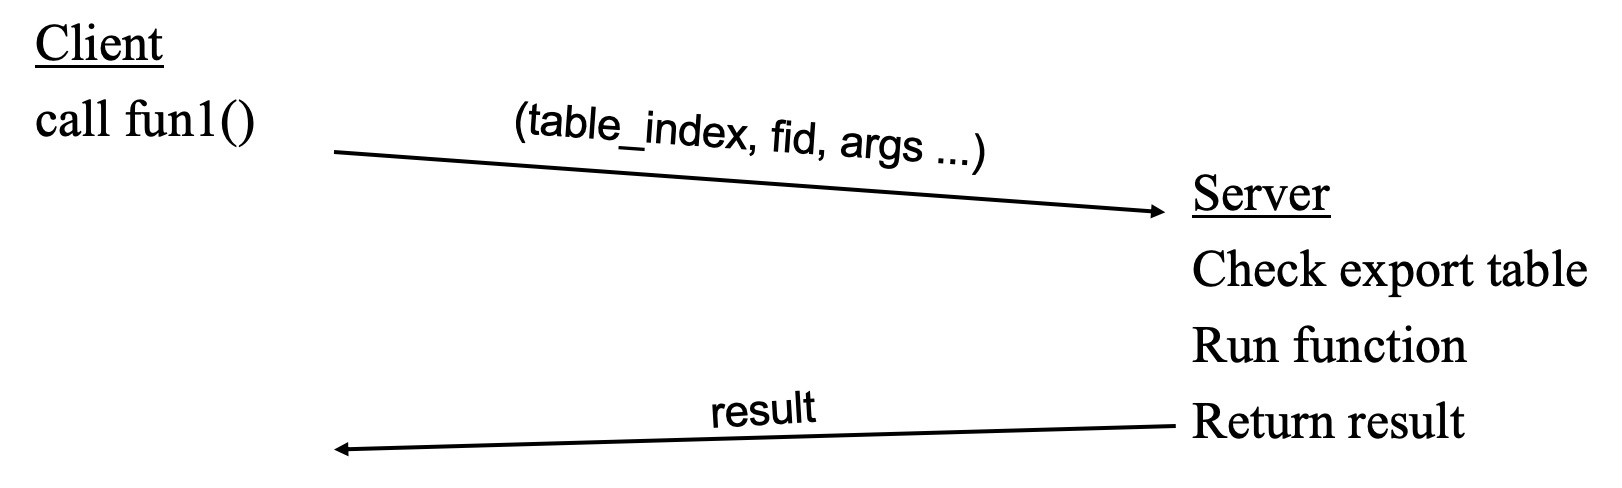 Client
call fun1()
(table_index, fid, args ...)
Server
Check export table
Run function
result
Return result